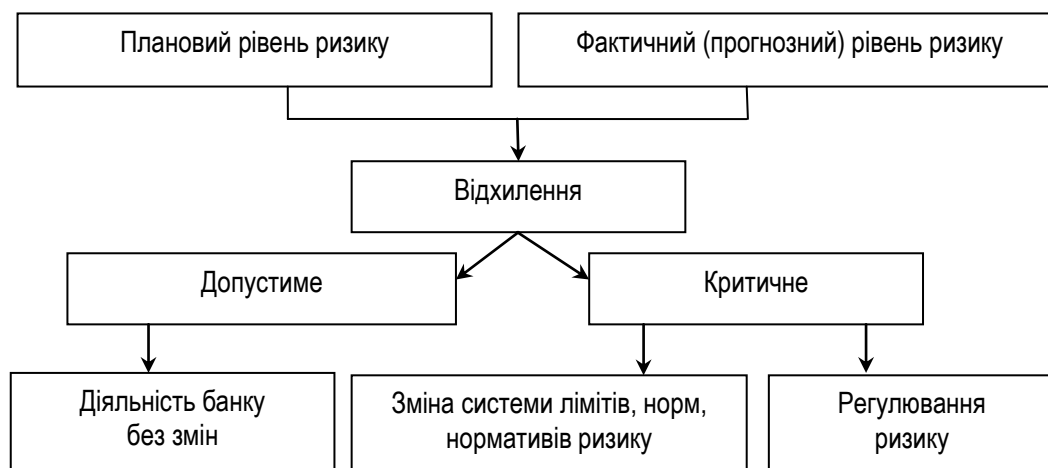 Плановий рівень ризику
Фактичний (прогнозний) рівень ризику
Відхилення
Допустиме
Критичне
Діяльність банку
без змін
Зміна системи лімітів, норм,
нормативів ризику
Регулювання
ризику